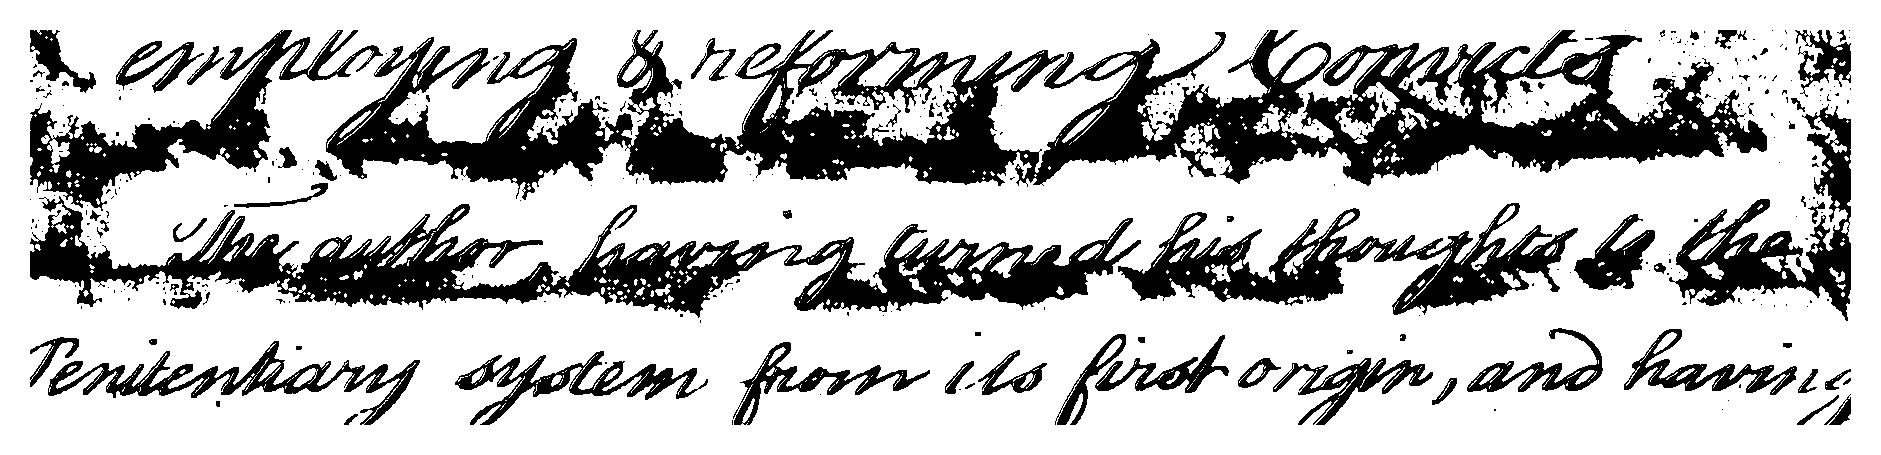 employing & reforming Convicts
The author, having turned his thoughts to the
Penitentiary system from its first origin, and having